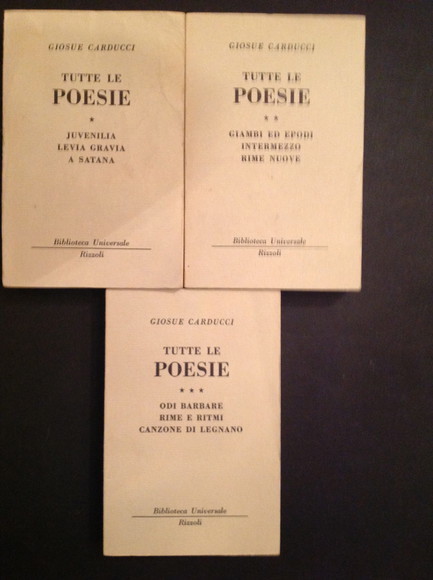 GIOSUE CARDUCCI
TUTTE LE
POESIE
*
JUVENILIA
LEVIA GRAVIA
A SATANA
Biblioteca Universale
Rizzoli
GIOSUE CARDUCCI
TUTTE LE
POESIE
* *
GIAMBI ED EPODI
INTERMEZZO
RIME NUOVE
Biblioteca Universale
Rizzoli
GIOSUE CARDUCCI
TUTTE LE
POESIE
* * *
ODI BARBARE
RIME E RITMI
CANZONE DI LEGNANO
Biblioteca Universale
Rizzoli